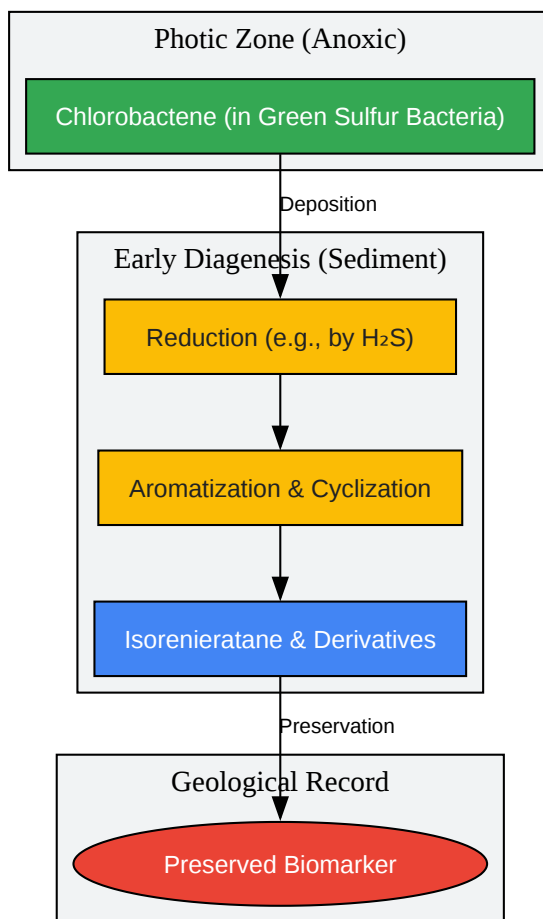 Photic Zone (Anoxic)
Chlorobactene (in Green Sulfur Bacteria)
Deposition
Early Diagenesis (Sediment)
Reduction (e.g., by H₂S)
Aromatization & Cyclization
Isorenieratane & Derivatives
Preservation
Geological Record
Preserved Biomarker